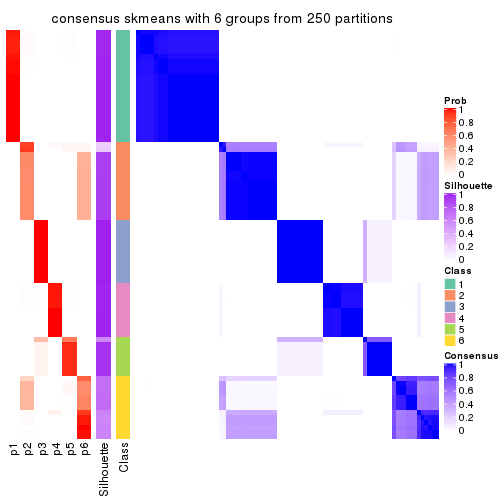 consensus skmeans with 6 groups from 250 partitions
Prob
1
0.8
0.6
0.4
0.2
0
Silhouette
1
0.8
0.6
0.4
0.2
0
Class
1
2
3
4
5
6
Consensus
1
0.8
0.6
0.4
0.2
0
p1
p2
p3
p4
p5
p6
Silhouette
Class